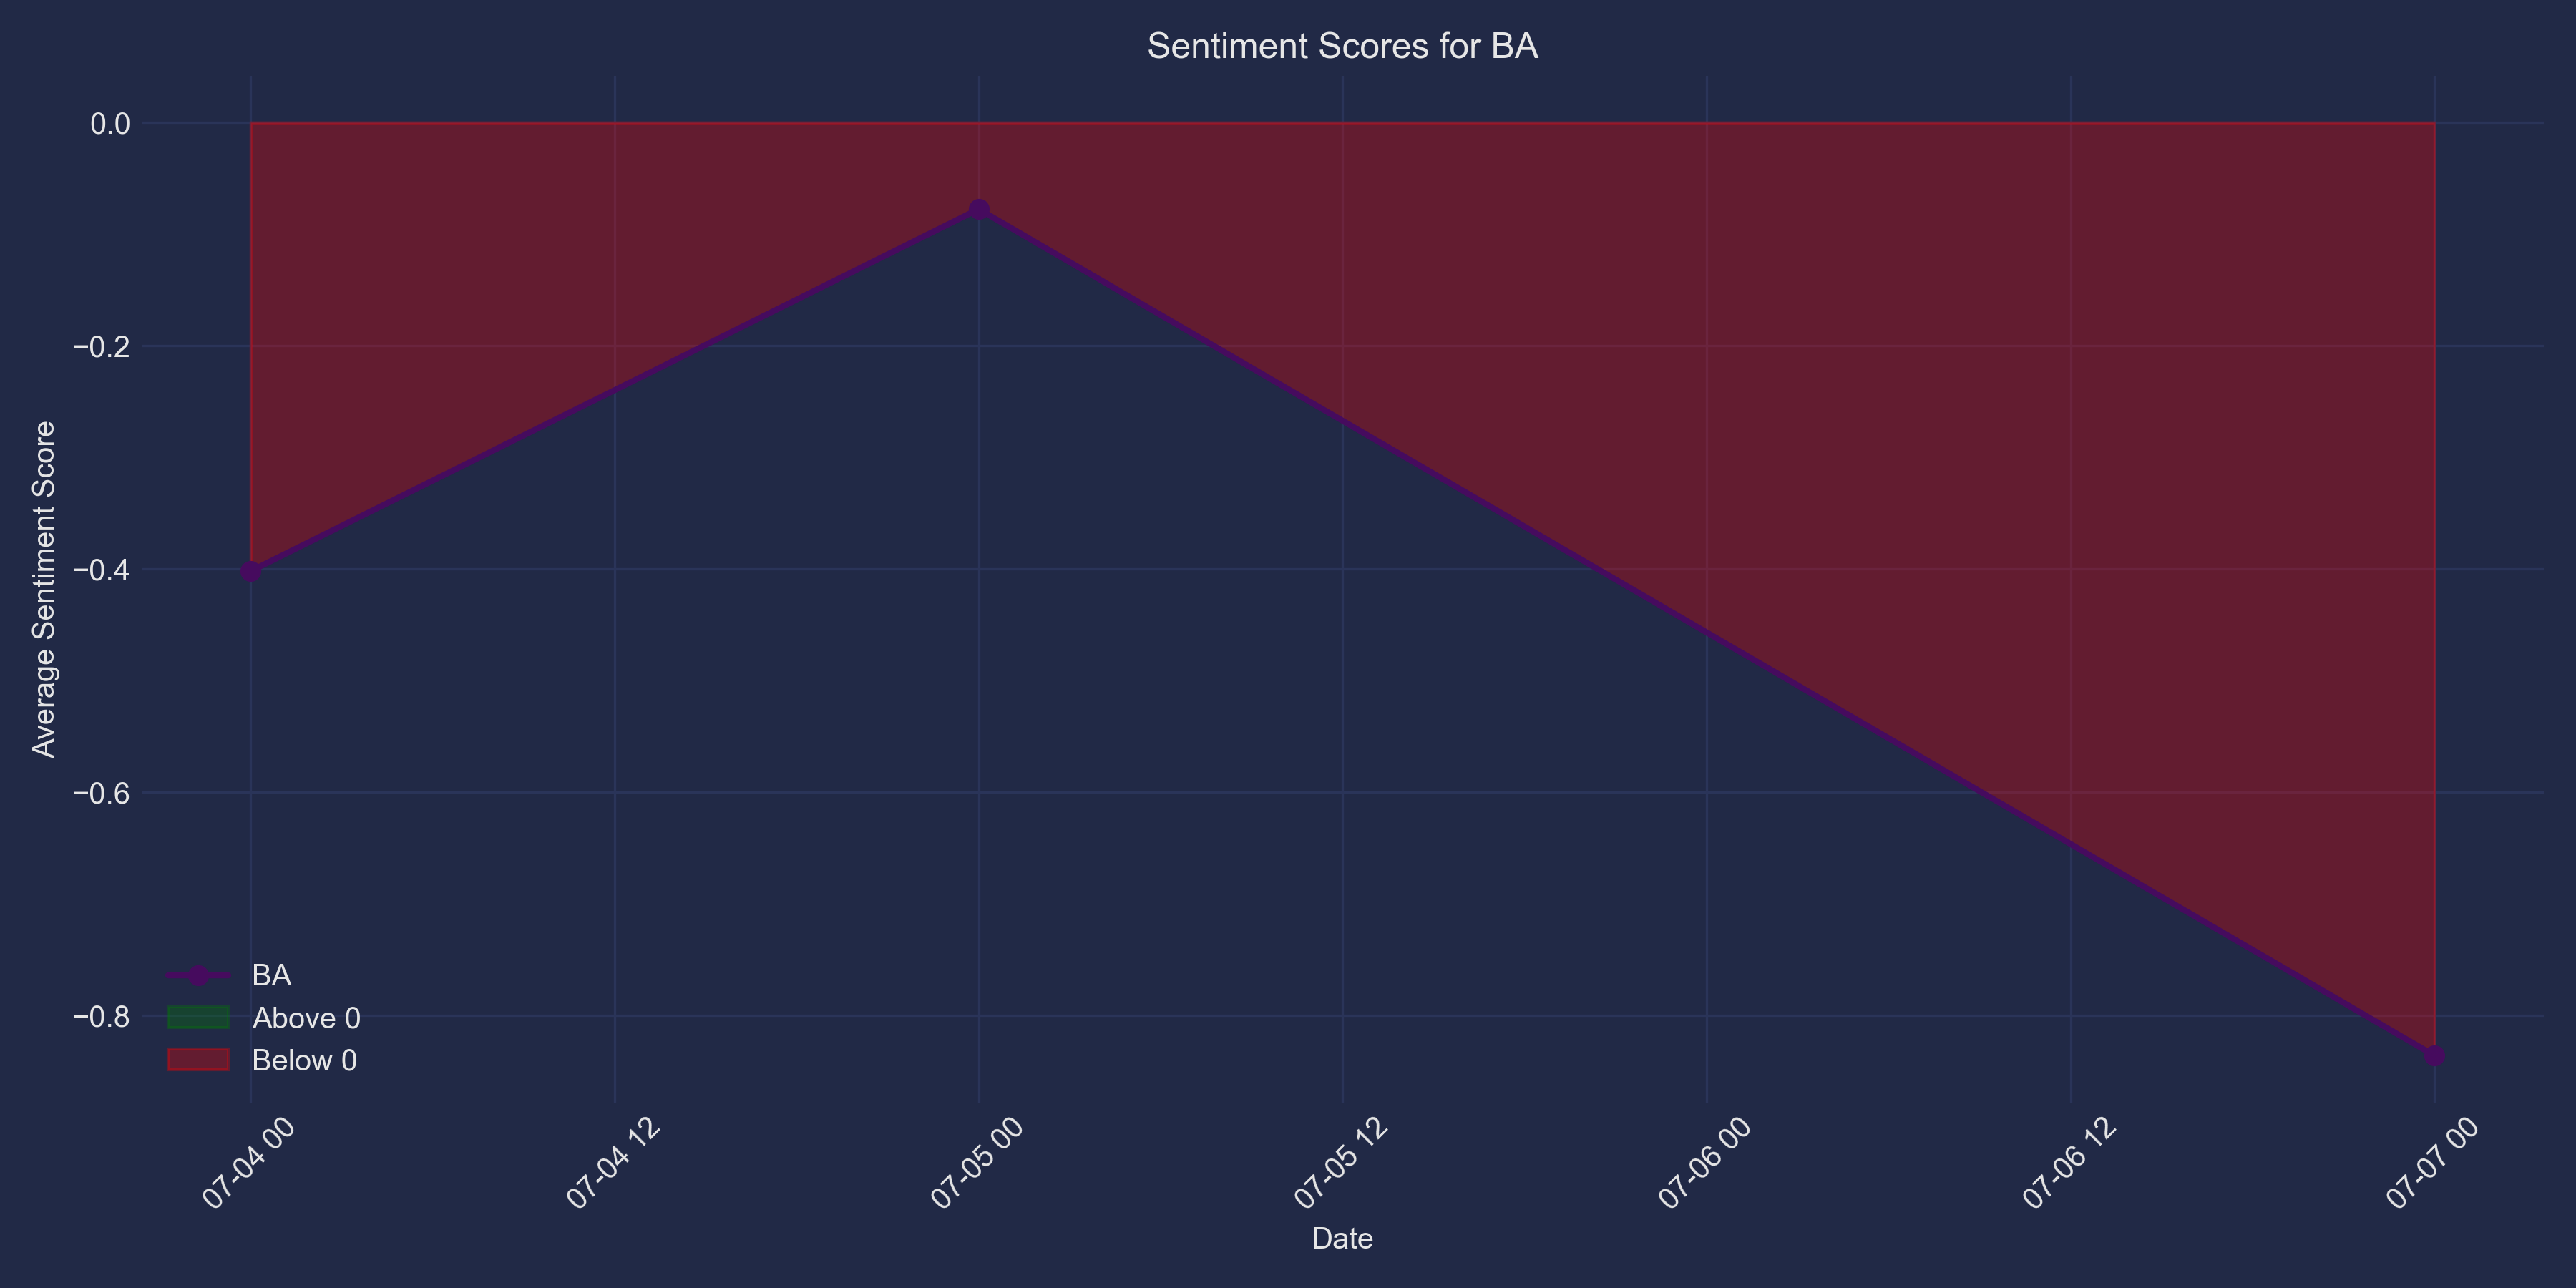 Sentiment Scores for BA
Average Sentiment Score
0.0
−0.2
−0.4
−0.6
−0.8
BA
Above 0
Below 0
07-04 00
07-04 12
07-05 00
07-05 12
07-06 00
07-06 12
07-07 00
Date